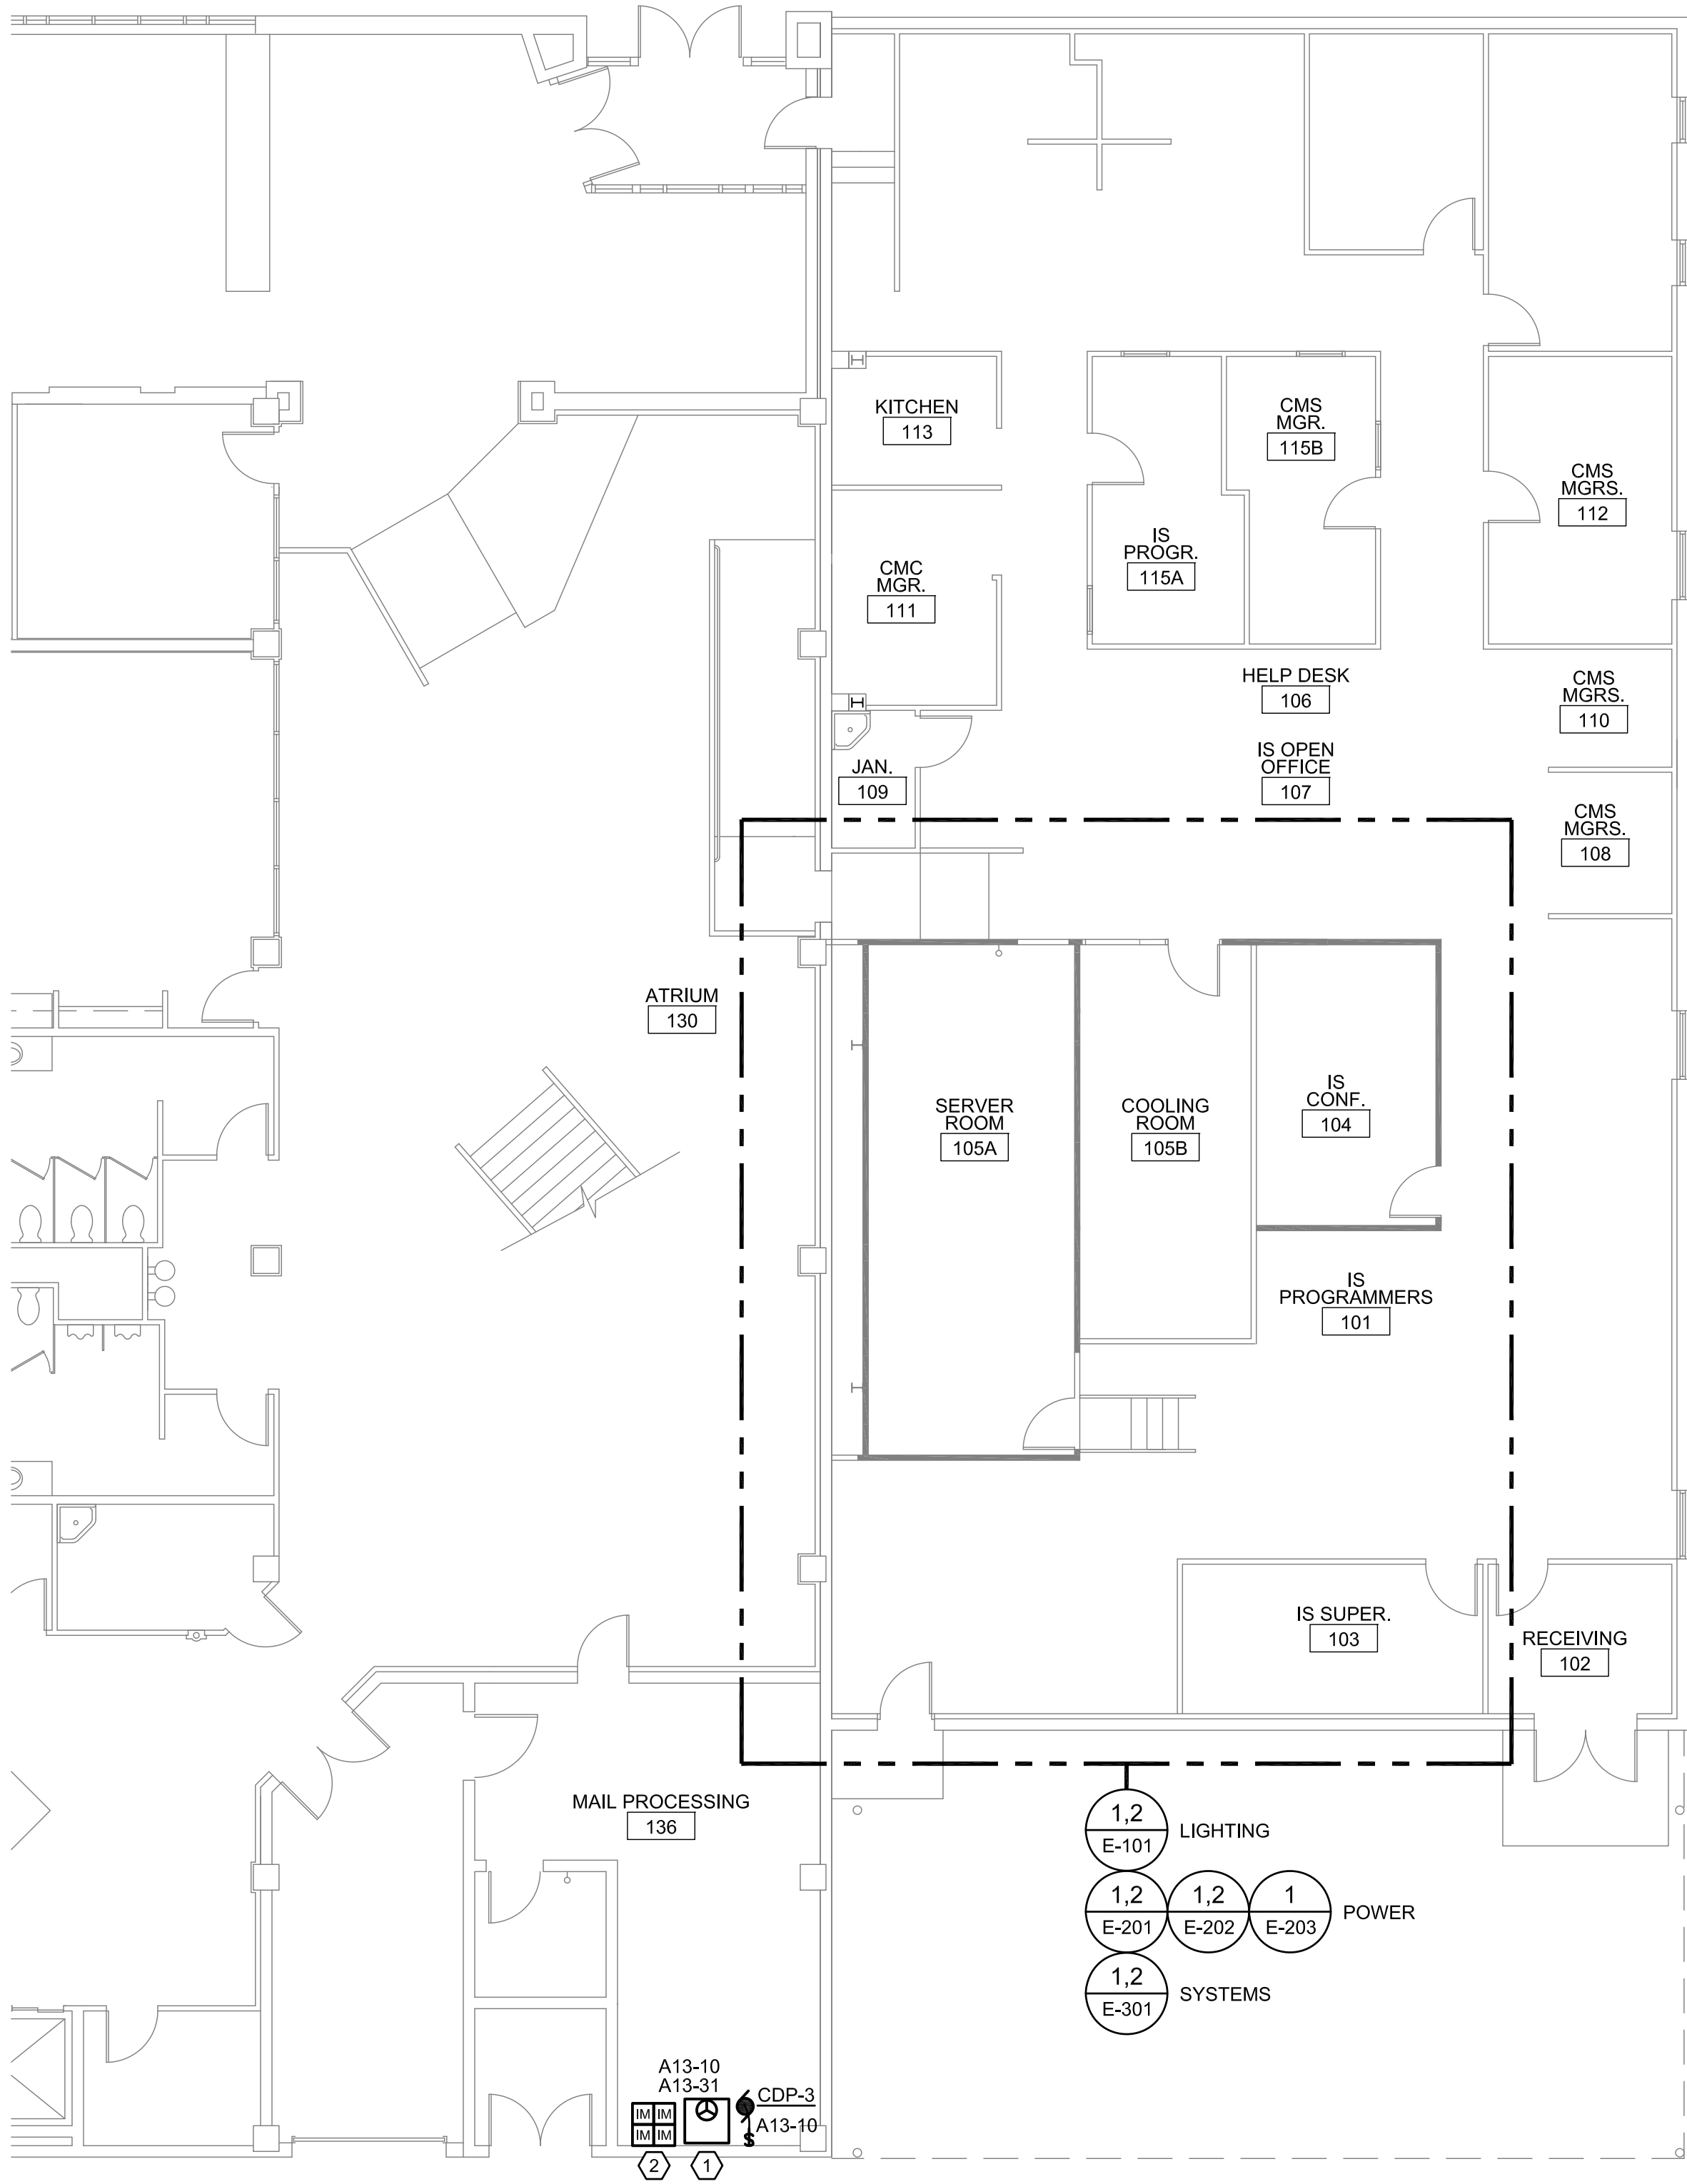 KITCHEN
113
CMS
MGR.
115B
CMS
MGRS.
112
IS
PROGR.
115A
CMC
MGR.
111
HELP DESK
106
CMS
MGRS.
110
IS OPEN
OFFICE
107
JAN.
109
CMS
MGRS.
108
ATRIUM
130
SERVER
ROOM
105A
COOLING
ROOM
105B
IS
CONF.
104
IS
PROGRAMMERS
101
IS SUPER.
103
RECEIVING
102
MAIL PROCESSING
136
1,2
E-101
LIGHTING
1,2
E-201
1,2
E-202
1
E-203
POWER
1,2
E-301
SYSTEMS
A13-10
A13-31
CDP-3
A13-10
IM IM
IM IM
$
2
1